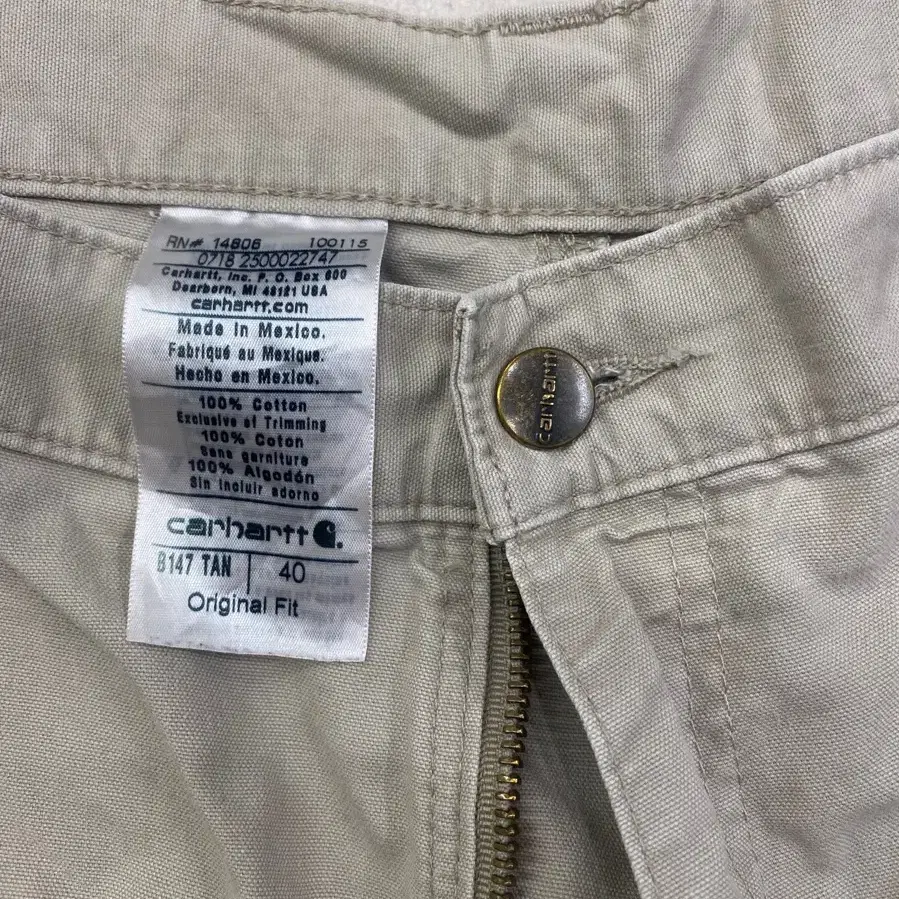 RN# 14806 100115
0718 2500022747
Carhartt, Inc. P. O. Box 600
Dearborn, MI 48121 USA
carhartt.com
Made in Mexico.
Fabriqué au Mexique.
Hecho en Mexico.
100% Cotton
Exclusive of Trimming
100% Coton
Sans garniture
100% Algodón
Sin incluir adorno
carhartt
B147 TAN 40
Original Fit
carhartt